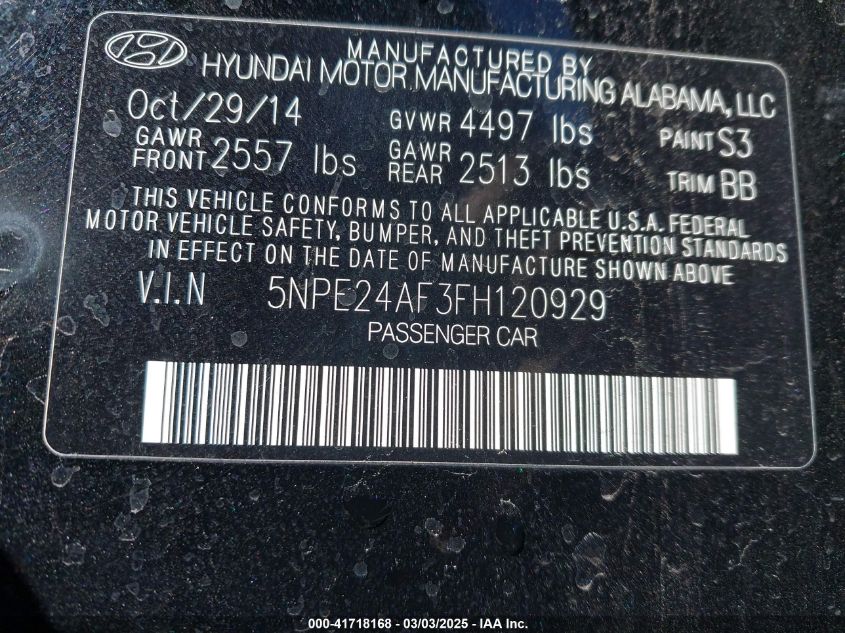 MANUFACTURED BY
HYUNDAI MOTOR MANUFACTURING ALABAMA, LLC
Oct/29/14 GVWR 4497 lbs PAINT S3
GAWR FRONT 2557 lbs GAWR REAR 2513 lbs TRIM BB
THIS VEHICLE CONFORMS TO ALL APPLICABLE U.S.A. FEDERAL
MOTOR VEHICLE SAFETY, BUMPER, AND THEFT PREVENTION STANDARDS
IN EFFECT ON THE DATE OF MANUFACTURE SHOWN ABOVE
V.I.N 5NPE24AF3FH120929
PASSENGER CAR
000-41718168 - 03/03/2025 - IAA Inc.